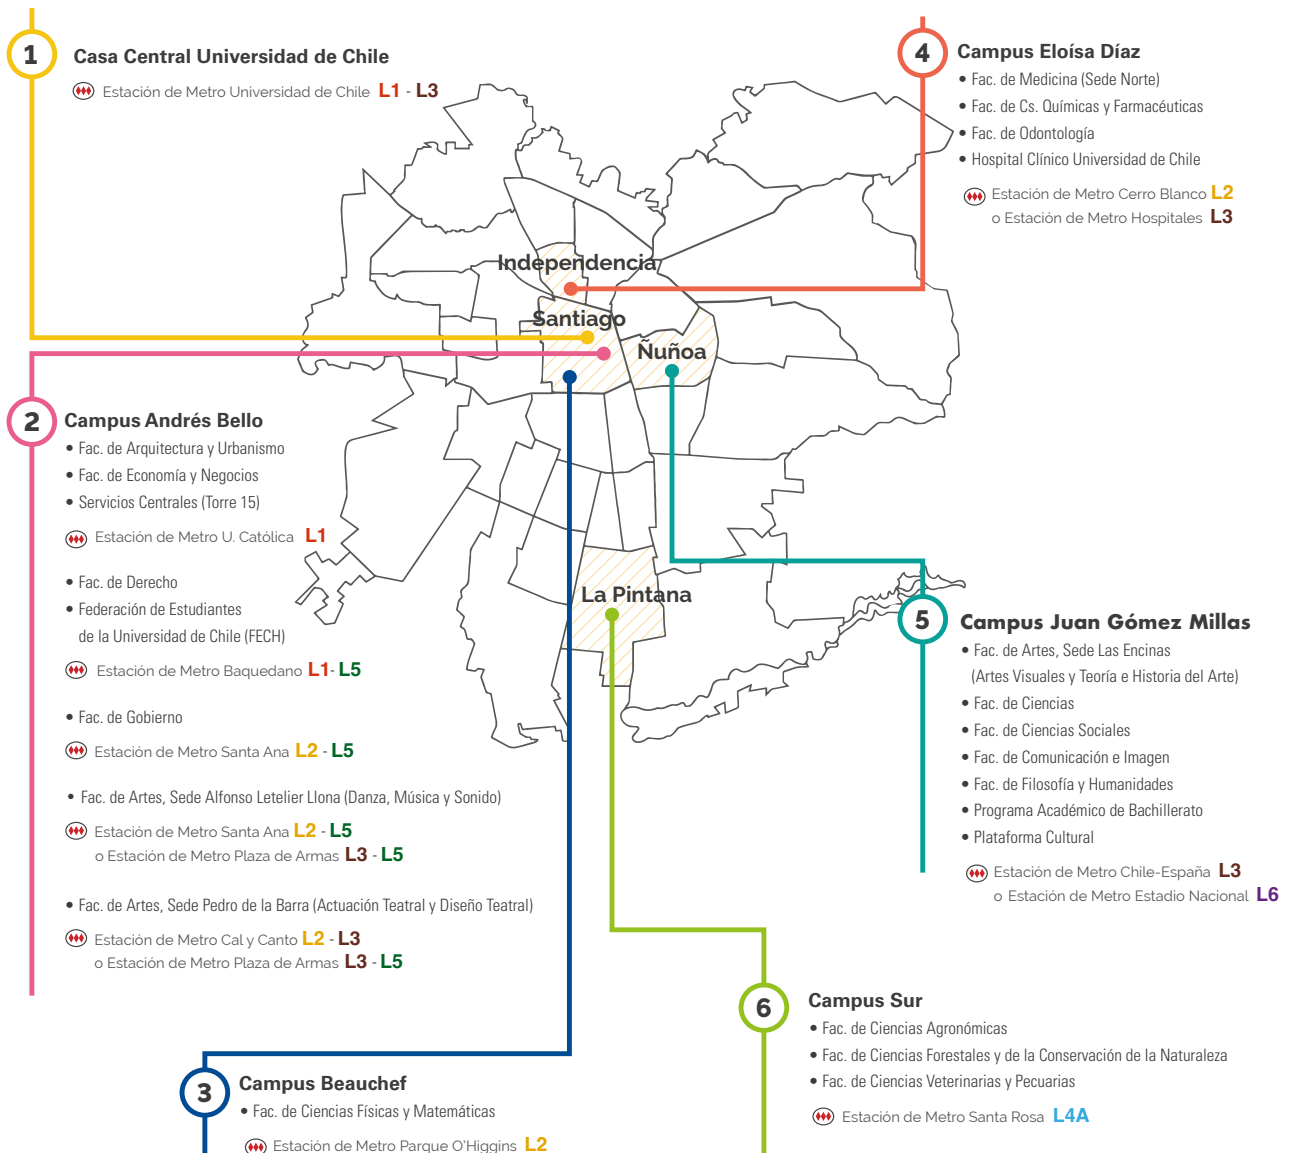 1
Casa Central Universidad de Chile
Estación de Metro Universidad de Chile L1 - L3
4
Campus Eloísa Díaz
• Fac. de Medicina (Sede Norte)
• Fac. de Cs. Químicas y Farmacéuticas
• Fac. de Odontología
• Hospital Clínico Universidad de Chile
Estación de Metro Cerro Blanco L2
o Estación de Metro Hospitales L3
Independencia
Santiago
Ñuñoa
La Pintana
2
Campus Andrés Bello
• Fac. de Arquitectura y Urbanismo
• Fac. de Economía y Negocios
• Servicios Centrales (Torre 15)
Estación de Metro U. Católica L1
• Fac. de Derecho
• Federación de Estudiantes
de la Universidad de Chile (FECH)
Estación de Metro Baquedano L1- L5
• Fac. de Gobierno
Estación de Metro Santa Ana L2 - L5
• Fac. de Artes, Sede Alfonso Letelier Llona (Danza, Música y Sonido)
Estación de Metro Santa Ana L2 - L5
o Estación de Metro Plaza de Armas L3 - L5
• Fac. de Artes, Sede Pedro de la Barra (Actuación Teatral y Diseño Teatral)
Estación de Metro Cal y Canto L2 - L3
o Estación de Metro Plaza de Armas L3 - L5
5
Campus Juan Gómez Millas
• Fac. de Artes, Sede Las Encinas
(Artes Visuales y Teoría e Historia del Arte)
• Fac. de Ciencias
• Fac. de Ciencias Sociales
• Fac. de Comunicación e Imagen
• Fac. de Filosofía y Humanidades
• Programa Académico de Bachillerato
• Plataforma Cultural
Estación de Metro Chile-España L3
o Estación de Metro Estadio Nacional L6
3
Campus Beauchef
• Fac. de Ciencias Físicas y Matemáticas
Estación de Metro Parque O'Higgins L2
6
Campus Sur
• Fac. de Ciencias Agronómicas
• Fac. de Ciencias Forestales y de la Conservación de la Naturaleza
• Fac. de Ciencias Veterinarias y Pecuarias
Estación de Metro Santa Rosa L4A